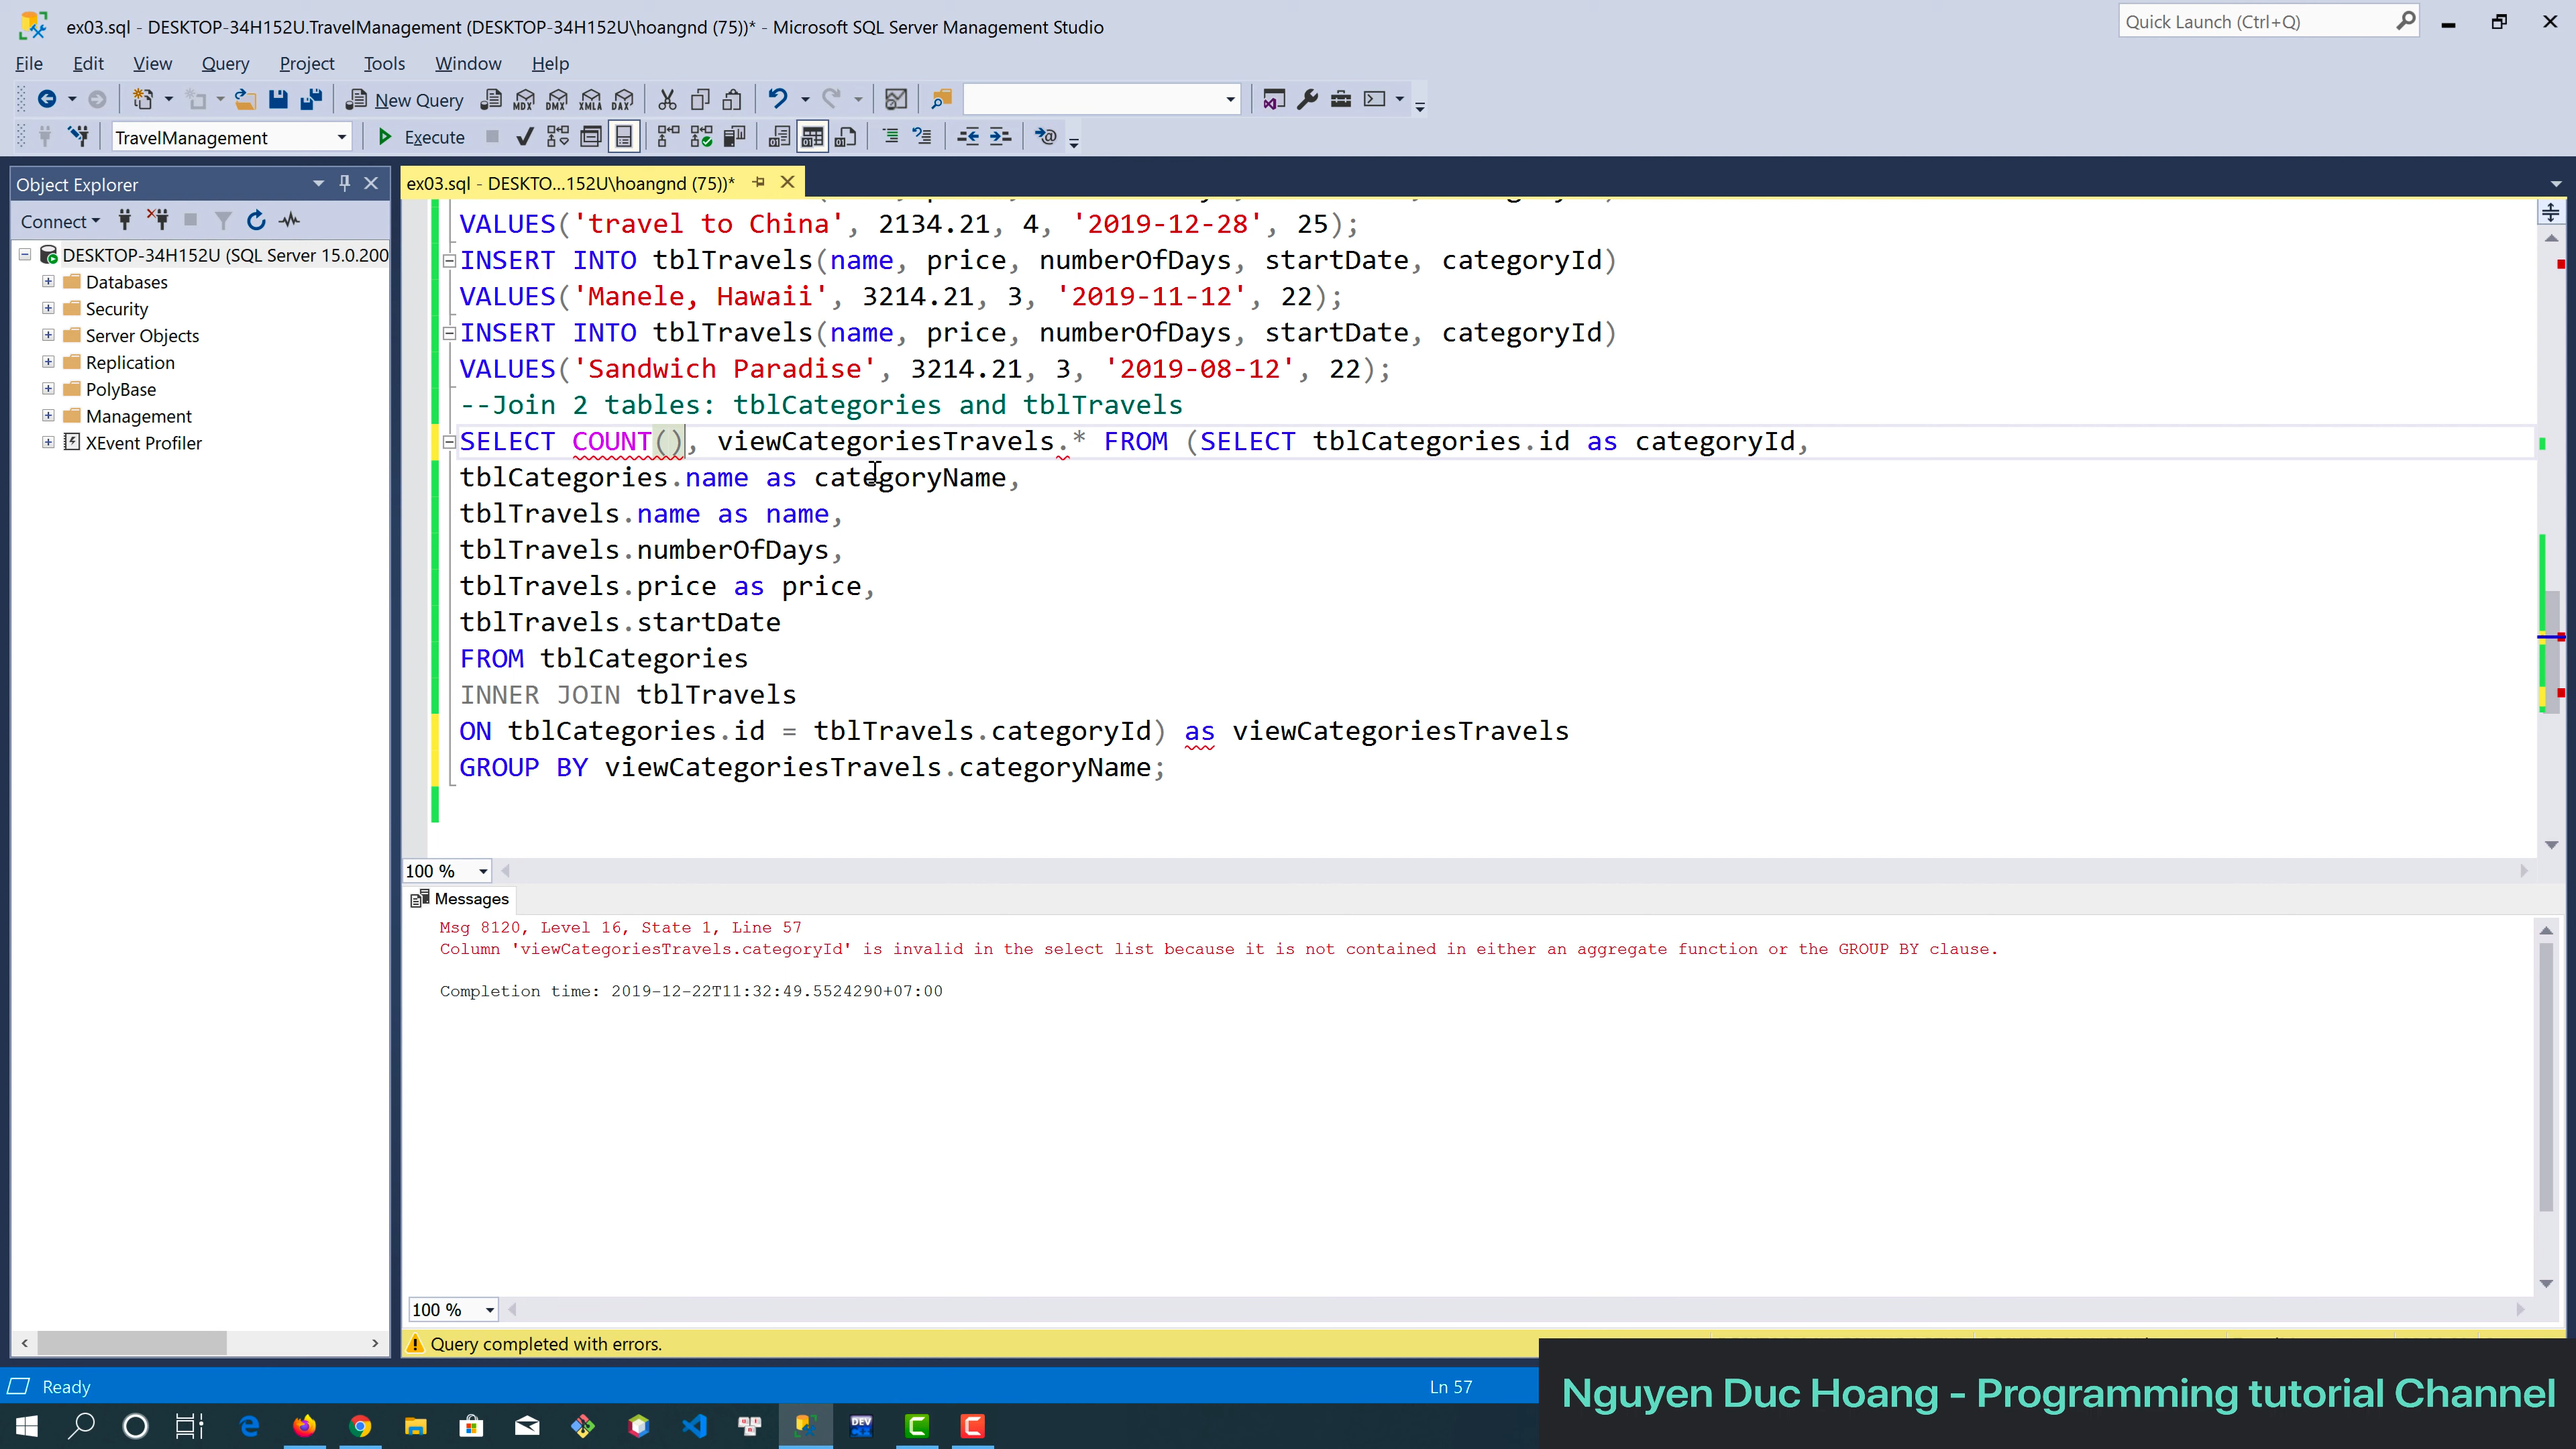 ex03.sql - DESKTOP-34H152U.TravelManagement (DESKTOP-34H152U\hoangnd (75))* - Microsoft SQL Server Management Studio
Quick Launch (Ctrl+Q)
File Edit View Query Project Tools Window Help
New Query MDX DMX XMLA DAX
TravelManagement Execute
Object Explorer
ex03.sql - DESKTO...152U\hoangnd (75))*
Connect
DESKTOP-34H152U (SQL Server 15.0.200
Databases
Security
Server Objects
Replication
PolyBase
Management
XEvent Profiler
VALUES('travel to China', 2134.21, 4, '2019-12-28', 25);
INSERT INTO tblTravels(name, price, numberOfDays, startDate, categoryId)
VALUES('Manele, Hawaii', 3214.21, 3, '2019-11-12', 22);
INSERT INTO tblTravels(name, price, numberOfDays, startDate, categoryId)
VALUES('Sandwich Paradise', 3214.21, 3, '2019-08-12', 22);
--Join 2 tables: tblCategories and tblTravels
SELECT COUNT(), viewCategoriesTravels.* FROM (SELECT tblCategories.id as categoryId,
tblCategories.name as categoryName,
tblTravels.name as name,
tblTravels.numberOfDays,
tblTravels.price as price,
tblTravels.startDate
FROM tblCategories
INNER JOIN tblTravels
ON tblCategories.id = tblTravels.categoryId) as viewCategoriesTravels
GROUP BY viewCategoriesTravels.categoryName;
100 %
Messages
Msg 8120, Level 16, State 1, Line 57
Column 'viewCategoriesTravels.categoryId' is invalid in the select list because it is not contained in either an aggregate function or the GROUP BY clause.
Completion time: 2019-12-22T11:32:49.5524290+07:00
100 %
Query completed with errors.
Ready
Ln 57
Nguyen Duc Hoang - Programming tutorial Channel
DEV